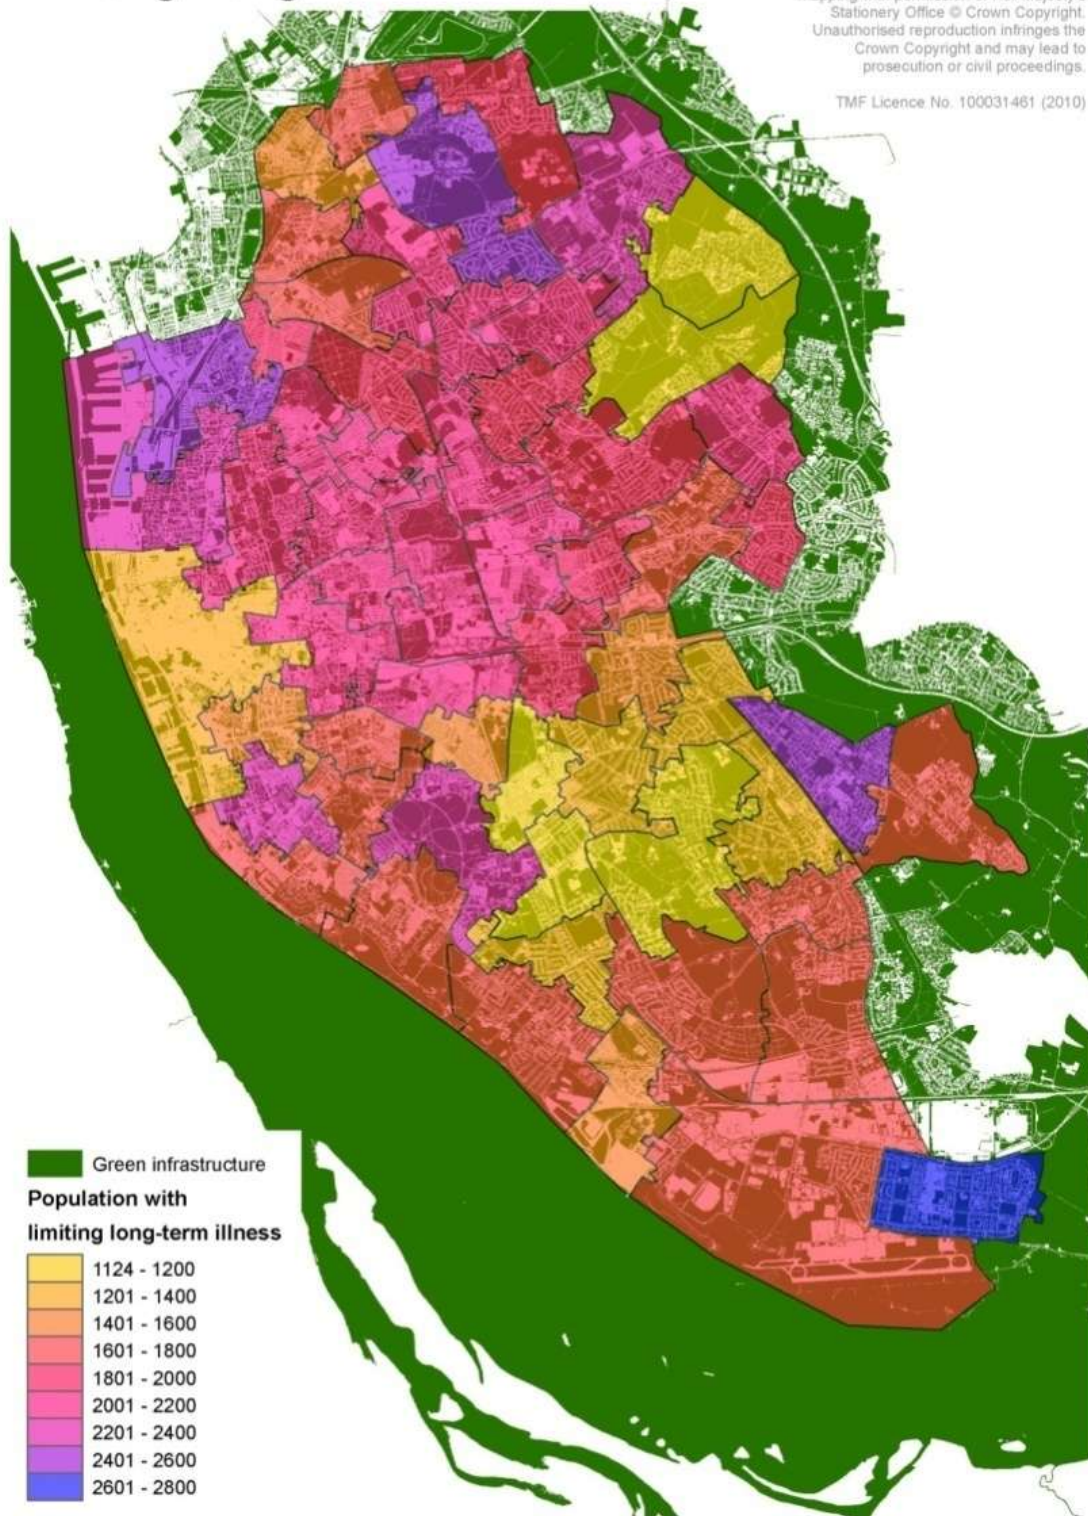 Stationery Office © Crown Copyright.
Unauthorised reproduction infringes the
Crown Copyright and may lead to
prosecution or civil proceedings.
TMF Licence No. 100031461 (2010)
Green infrastructure
Population with
limiting long-term illness
1124 - 1200
1201 - 1400
1401 - 1600
1601 - 1800
1801 - 2000
2001 - 2200
2201 - 2400
2401 - 2600
2601 - 2800